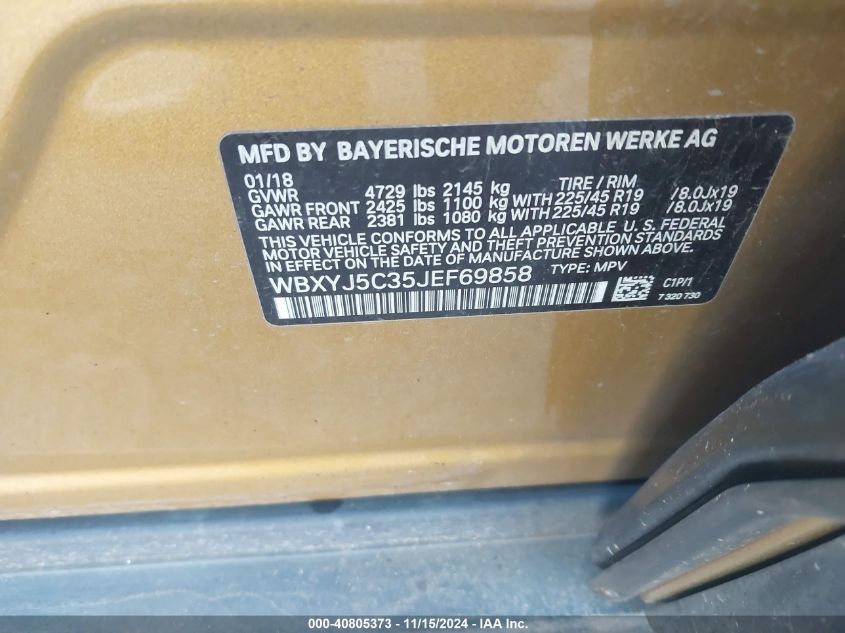 MFD BY BAYERISCHE MOTOREN WERKE AG
01/18 TIRE / RIM
GVWR 4729 lbs 2145 kg
GAWR FRONT 2425 lbs 1100 kg WITH 225/45 R19 /8.0Jx19
GAWR REAR 2381 lbs 1080 kg WITH 225/45 R19 /8.0Jx19
THIS VEHICLE CONFORMS TO ALL APPLICABLE U.S. FEDERAL
MOTOR VEHICLE SAFETY AND THEFT PREVENTION STANDARDS
IN EFFECT ON THE DATE OF MANUFACTURE SHOWN ABOVE.
WBXYJ5C35JEF69858 TYPE: MPV
C1P/1
7 320 730
000-40805373 - 11/15/2024 - IAA Inc.